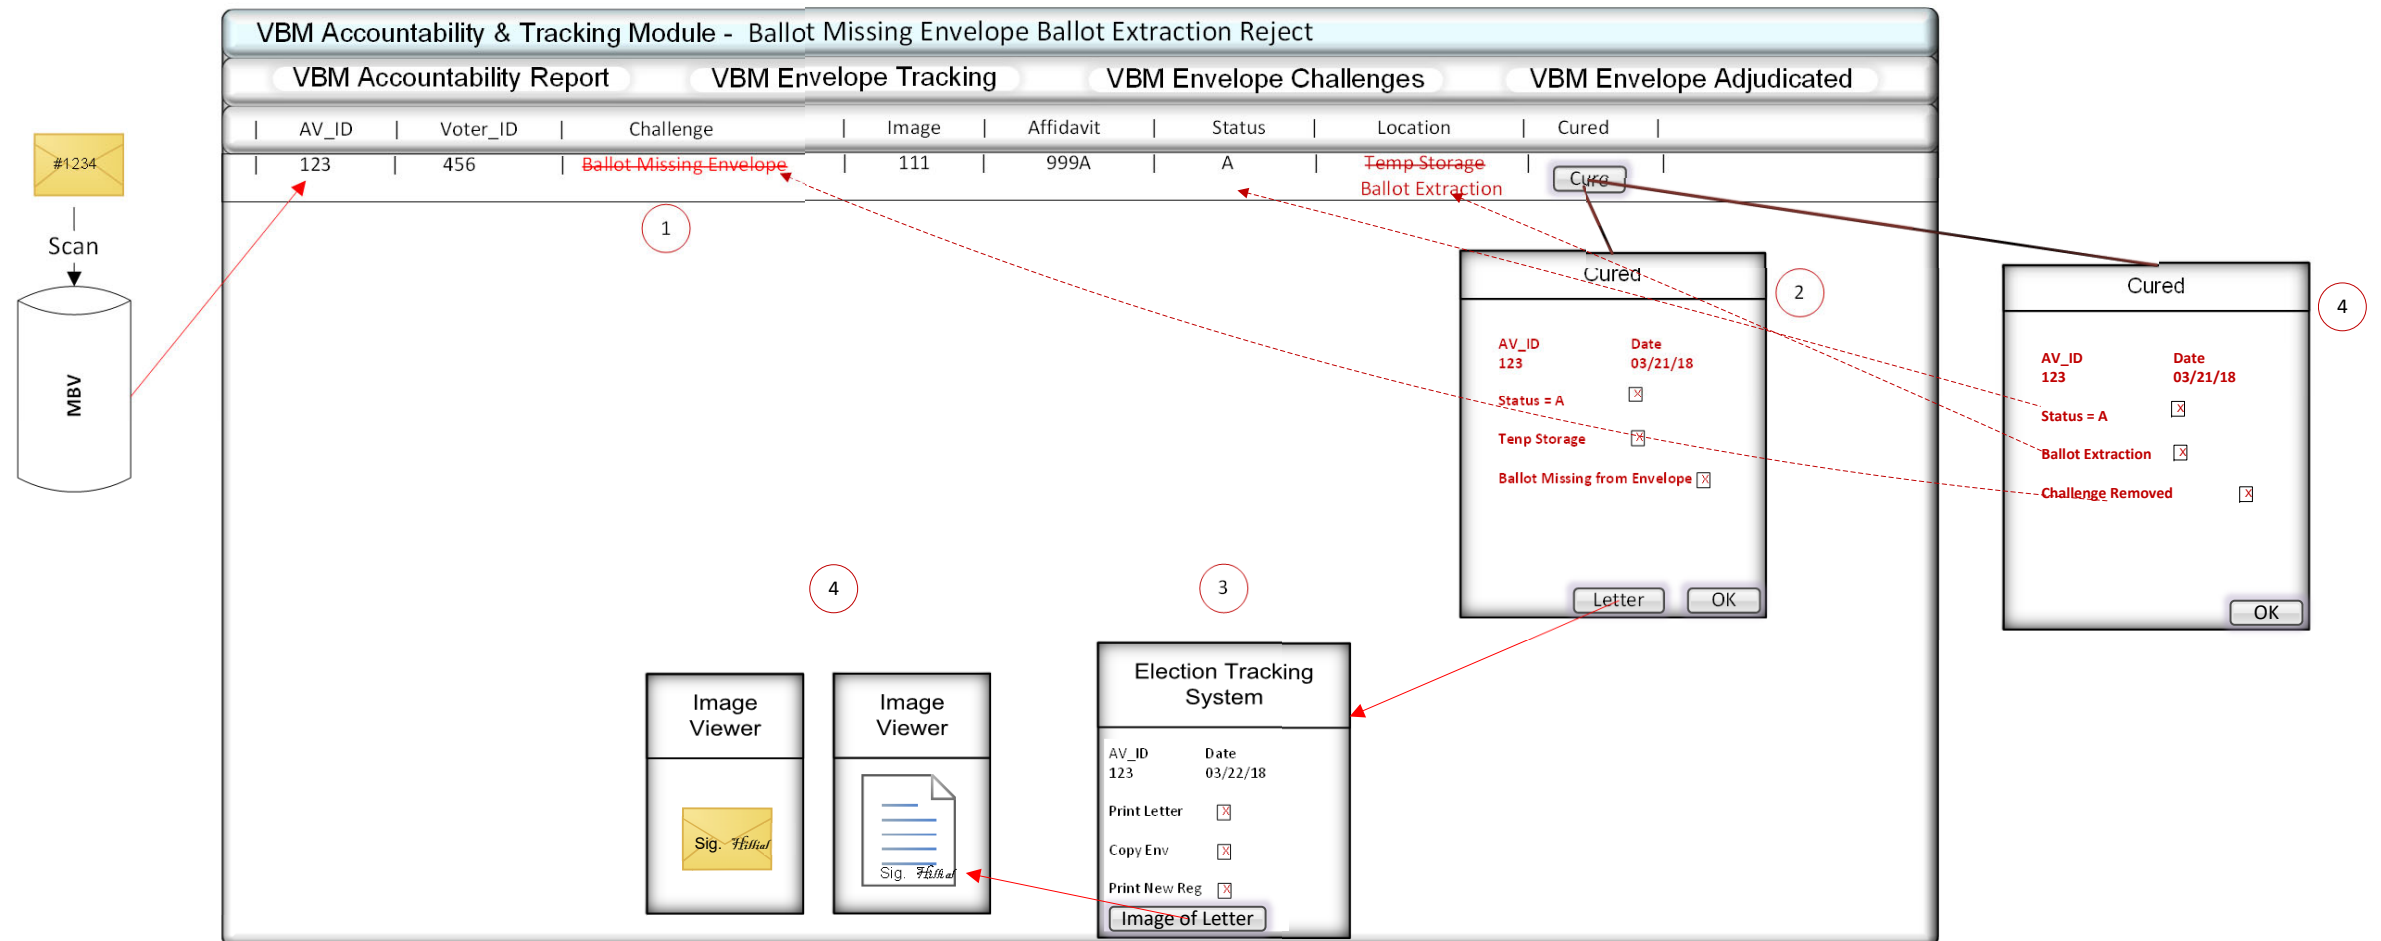 VBM Accountability & Tracking Module - Ballot Missing Envelope Ballot Extraction Reject
VBM Accountability Report VBM Envelope Tracking VBM Envelope Challenges VBM Envelope Adjudicated
| AV_ID | Voter_ID | Challenge | Image | Affidavit | Status | Location | Cured |
| 123 | 456 | Ballot Missing Envelope | 111 | 999A | A | Temp Storage | |
Ballot Extraction
Cure
#1234
Scan
MBV
1
Cured
2
AV_ID Date
123 03/21/18
Status = A X
Tenp Storage X
Ballot Missing from Envelope X
Letter OK
Cured
4
AV_ID Date
123 03/21/18
Status = A X
Ballot Extraction X
Challenge Removed X
OK
4
3
Image
Viewer
Sig.
Image
Viewer
Sig.
Election Tracking
System
AV_ID Date
123 03/22/18
Print Letter X
Copy Env X
Print New Reg X
Image of Letter